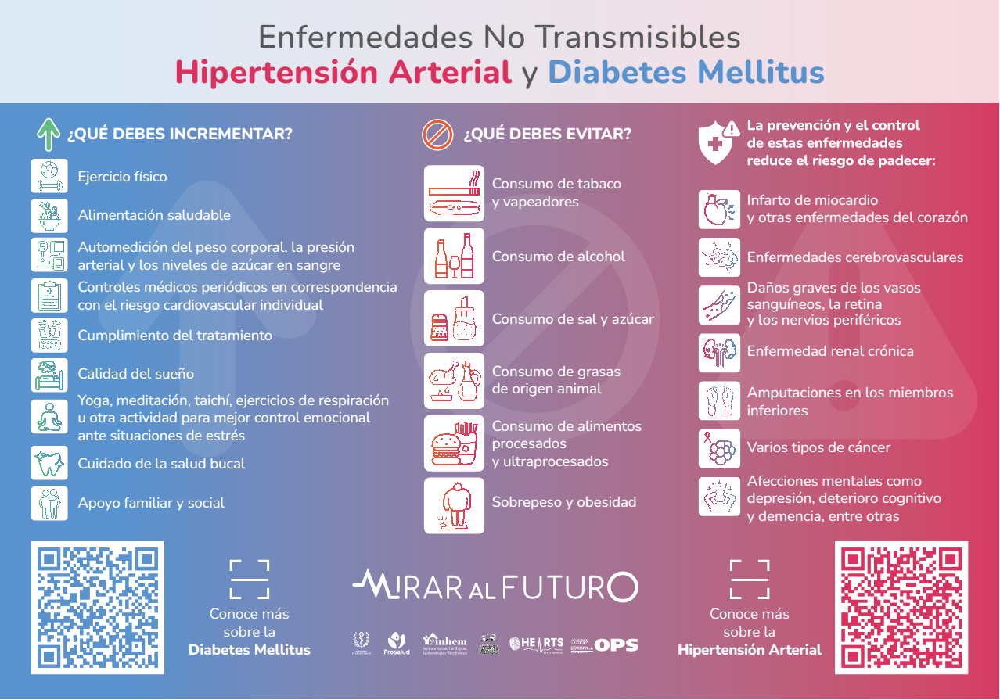 Enfermedades No Transmisibles
Hipertensión Arterial y Diabetes Mellitus
¿QUÉ DEBES INCREMENTAR?
Ejercicio físico
Alimentación saludable
Automedición del peso corporal, la presión
arterial y los niveles de azúcar en sangre
Controles médicos periódicos en correspondencia
con el riesgo cardiovascular individual
Cumplimiento del tratamiento
Calidad del sueño
Yoga, meditación, taichí, ejercicios de respiración
u otra actividad para mejor control emocional
ante situaciones de estrés
Cuidado de la salud bucal
Apoyo familiar y social
¿QUÉ DEBES EVITAR?
Consumo de tabaco
y vapeadores
Consumo de alcohol
Consumo de sal y azúcar
Consumo de grasas
de origen animal
Consumo de alimentos
procesados
y ultraprocesados
Sobrepeso y obesidad
La prevención y el control
de estas enfermedades
reduce el riesgo de padecer:
Infarto de miocardio
y otras enfermedades del corazón
Enfermedades cerebrovasculares
Daños graves de los vasos
sanguíneos, la retina
y los nervios periféricos
Enfermedad renal crónica
Amputaciones en los miembros
inferiores
Varios tipos de cáncer
Afecciones mentales como
depresión, deterioro cognitivo
y demencia, entre otras
Conoce más
sobre la
Diabetes Mellitus
MIRAR AL FUTURO
Prosalud
inhem
Instituto Nacional de Higiene,
Epidemiología y Microbiología
HEARTS
OPS
Conoce más
sobre la
Hipertensión Arterial